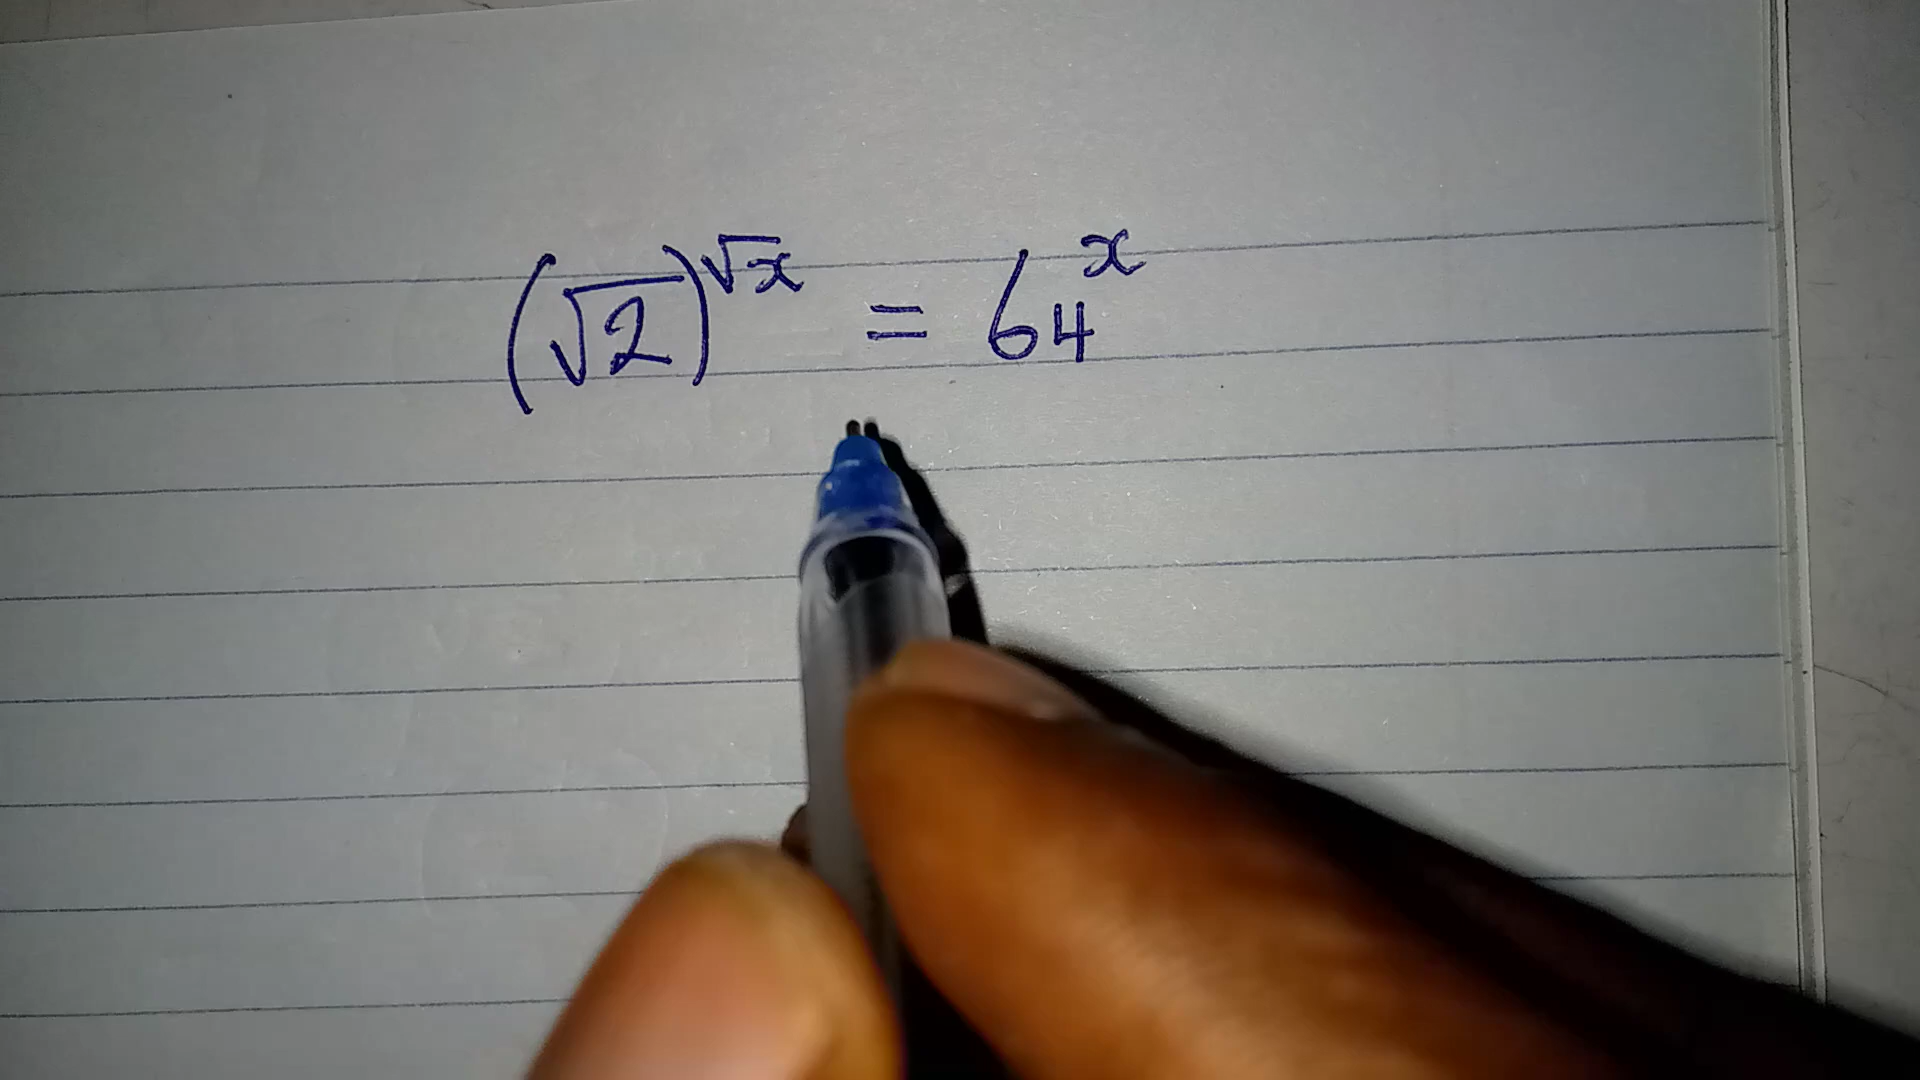 (√2)^√x = 64^x